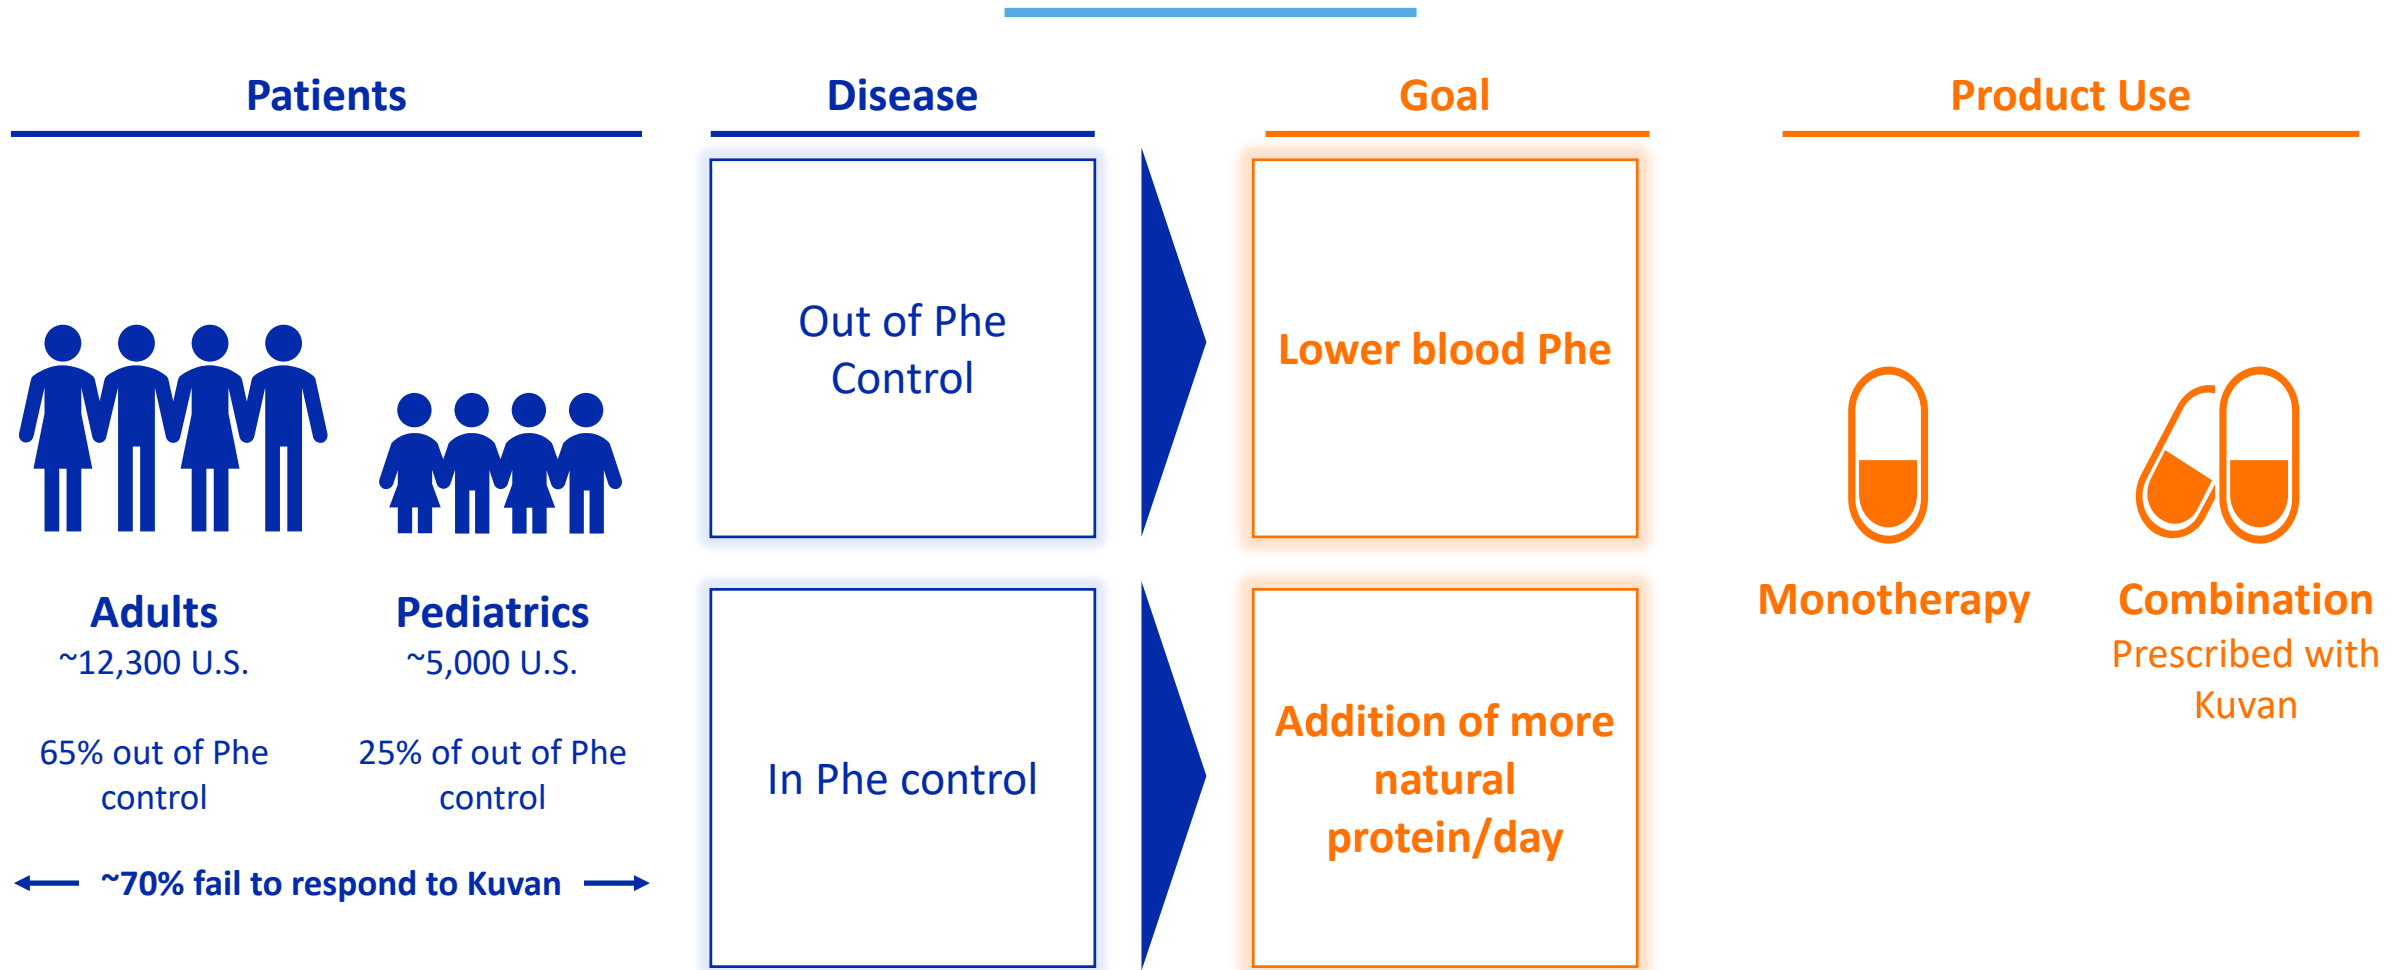 Patients
Adults
~12,300 U.S.
65% out of Phe
control
Pediatrics
~5,000 U.S.
25% of out of Phe
control
~70% fail to respond to Kuvan
Disease
Out of Phe
Control
In Phe control
Goal
Lower blood Phe
Addition of more
natural
protein/day
Product Use
Monotherapy
Combination
Prescribed with
Kuvan